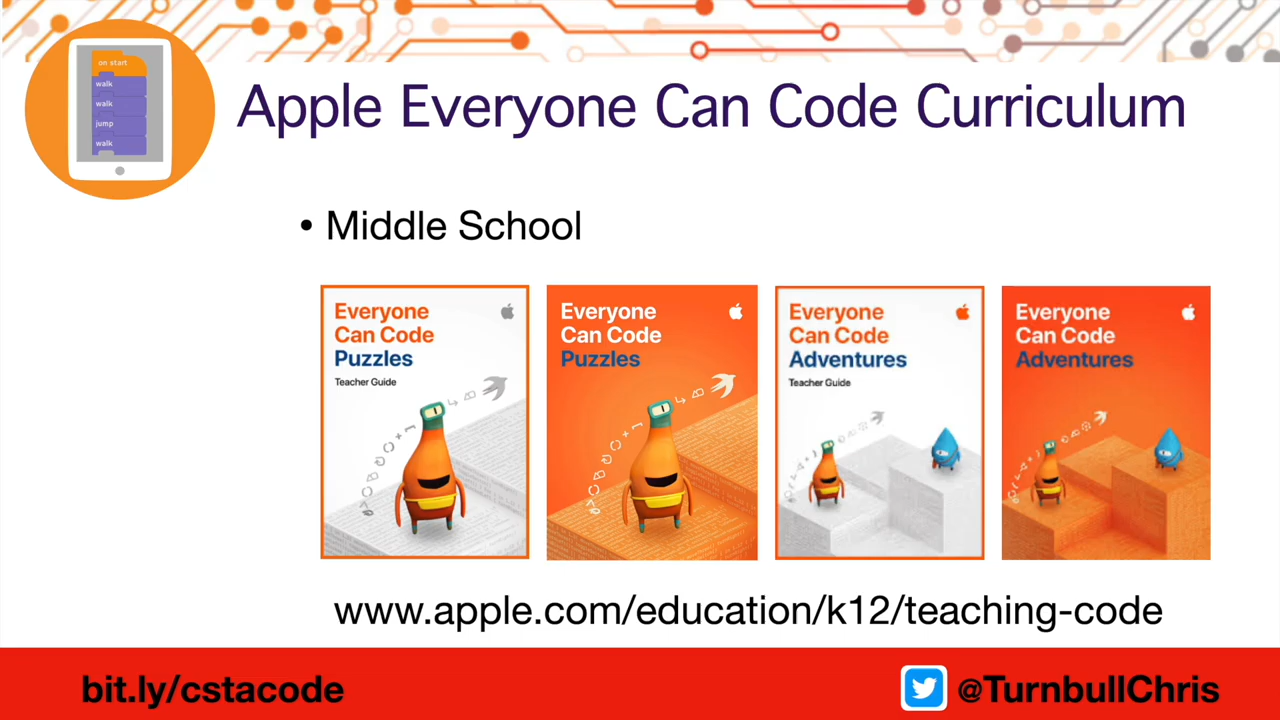 on start
walk
walk
jump
walk
Apple Everyone Can Code Curriculum
• Middle School
Everyone
Can Code
Puzzles
Teacher Guide
Everyone
Can Code
Puzzles
Everyone
Can Code
Adventures
Teacher Guide
Everyone
Can Code
Adventures
www.apple.com/education/k12/teaching-code
bit.ly/cstacode
@TurnbullChris